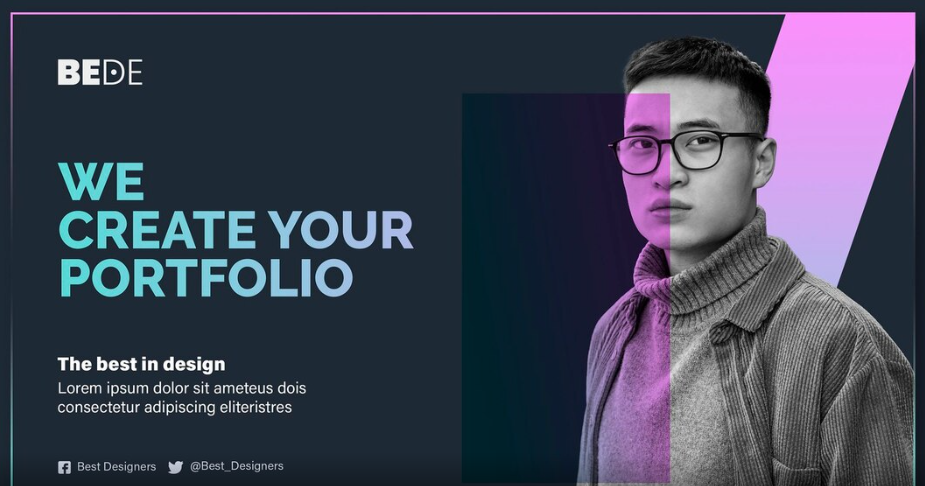 BEDE
WE
CREATE YOUR
PORTFOLIO
The best in design
Lorem ipsum dolor sit ameteus dois
consectetur adipiscing eliteristres
Best Designers @Best_Designers